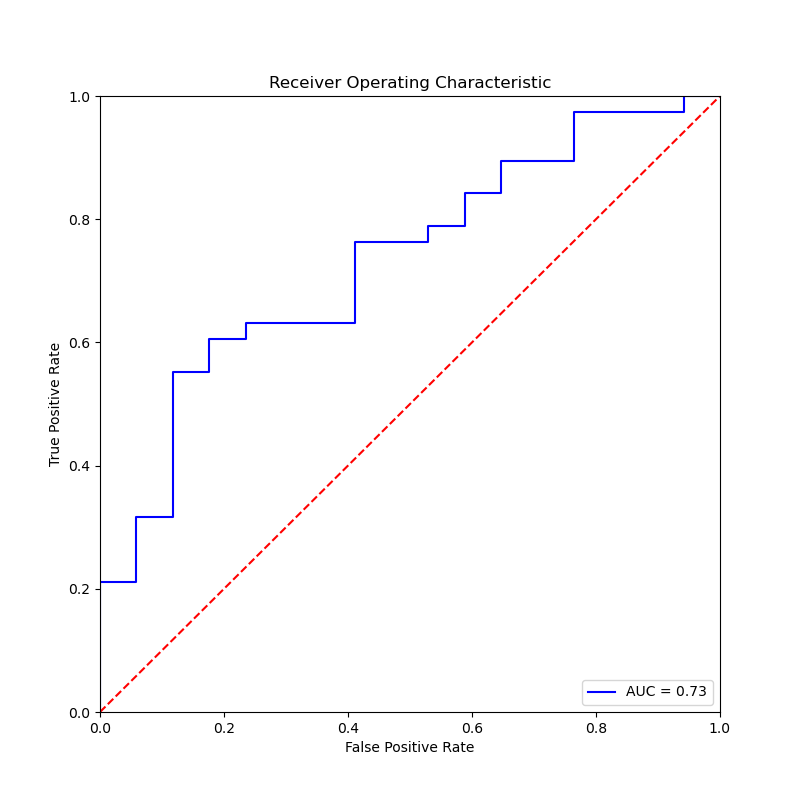 Receiver Operating Characteristic
1.0
0.8
0.6
0.4
0.2
0.0
True Positive Rate
AUC = 0.73
0.0 0.2 0.4 0.6 0.8 1.0
False Positive Rate